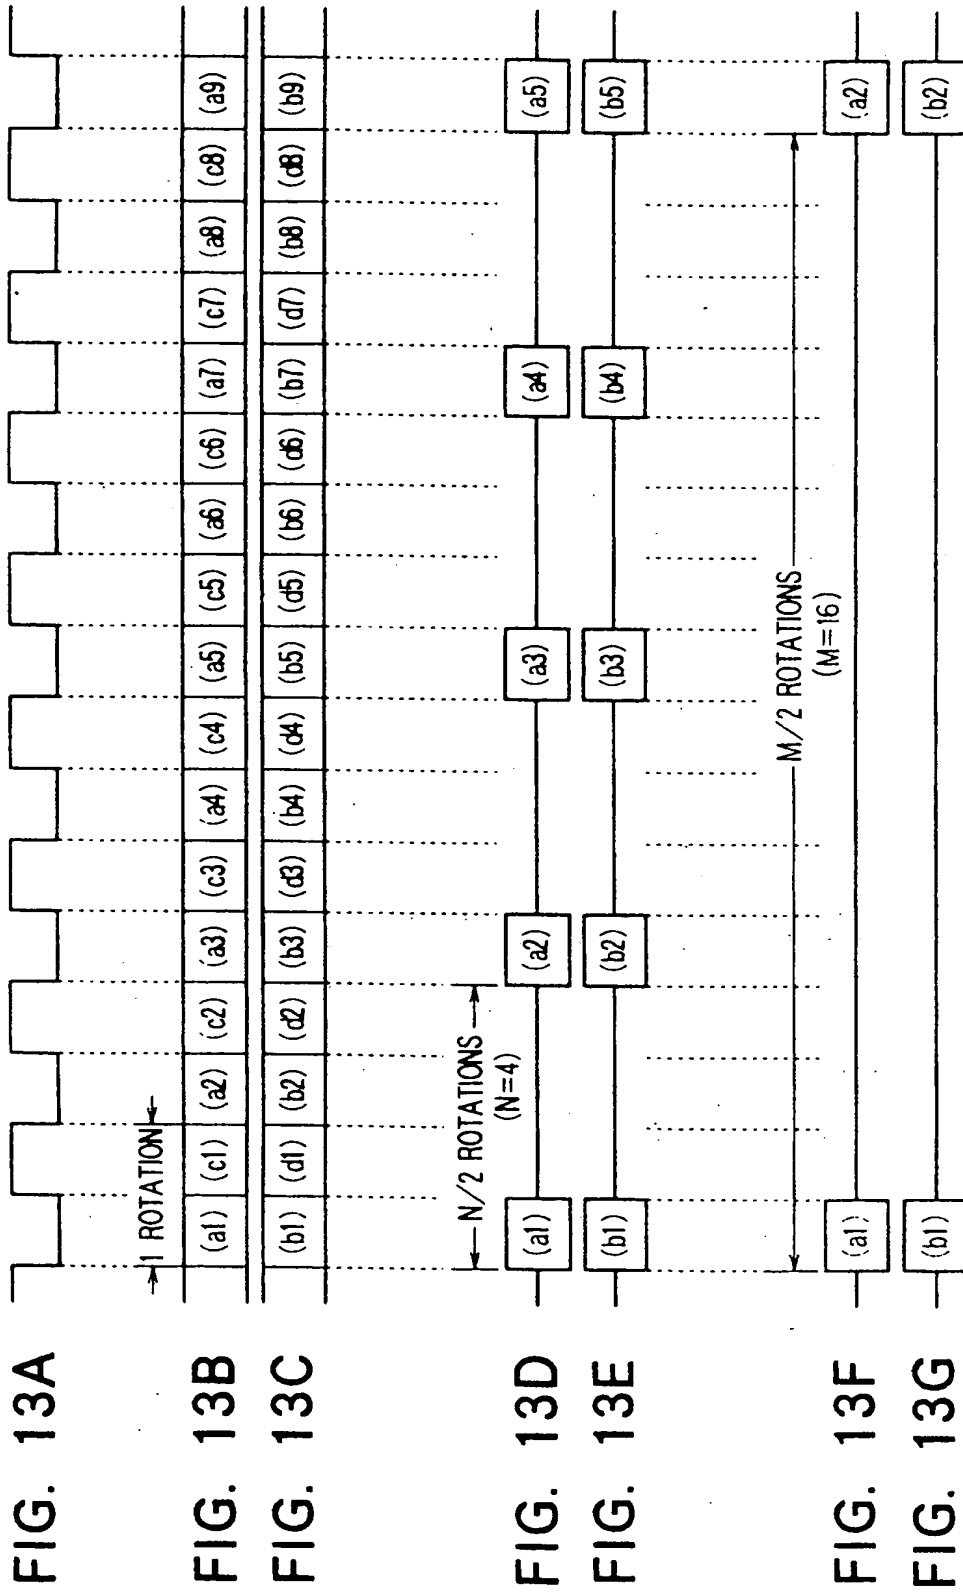 FIG. 13A
1 ROTATION
FIG. 13B (a1) (c1) (a2) (c2) (a3) (c3) (a4) (c4) (a5) (c5) (a6) (c6) (a7) (c7) (a8) (c8) (a9)
FIG. 13C (b1) (d1) (b2) (d2) (b3) (d3) (b4) (d4) (b5) (d5) (b6) (d6) (b7) (d7) (b8) (d8) (b9)
N/2 ROTATIONS
(N=4)
FIG. 13D (a1) (a2) (a3) (a4) (a5)
FIG. 13E (b1) (b2) (b3) (b4) (b5)
M/2 ROTATIONS
(M=16)
FIG. 13F (a1) (a2)
FIG. 13G (b1) (b2)